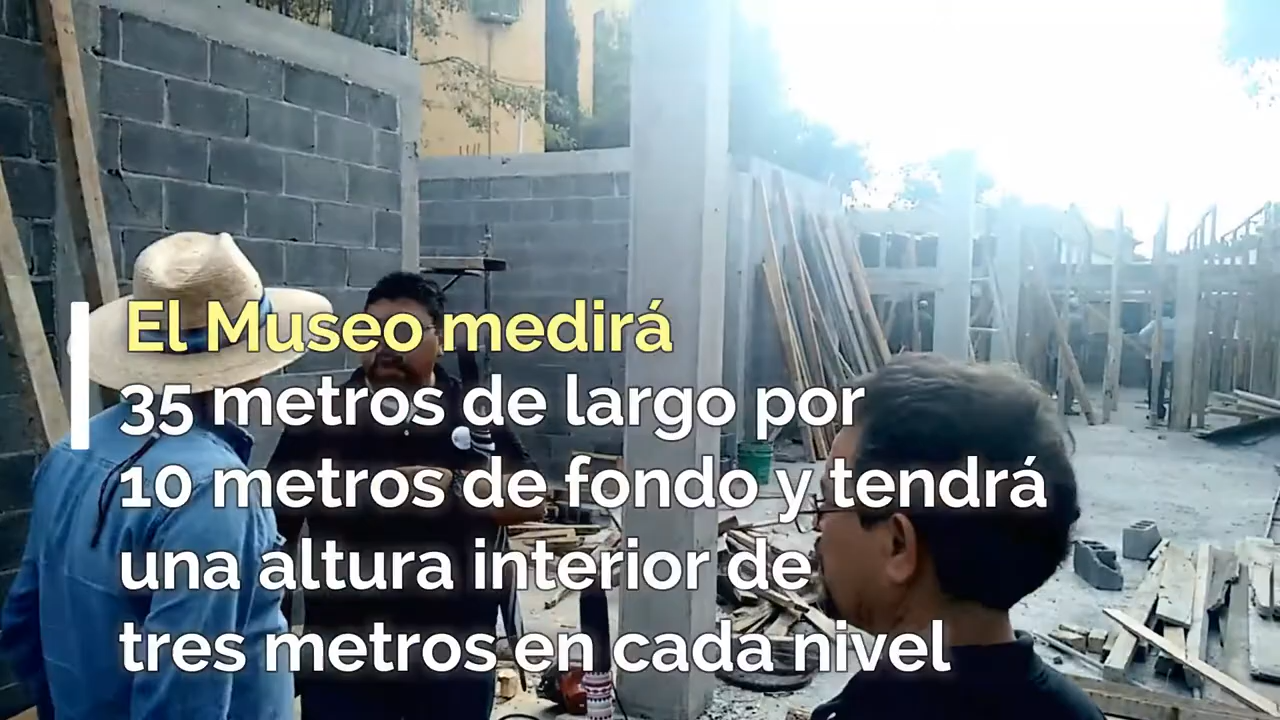 El Museo medirá
35 metros de largo por
10 metros de fondo y tendrá
una altura interior de
tres metros en cada nivel